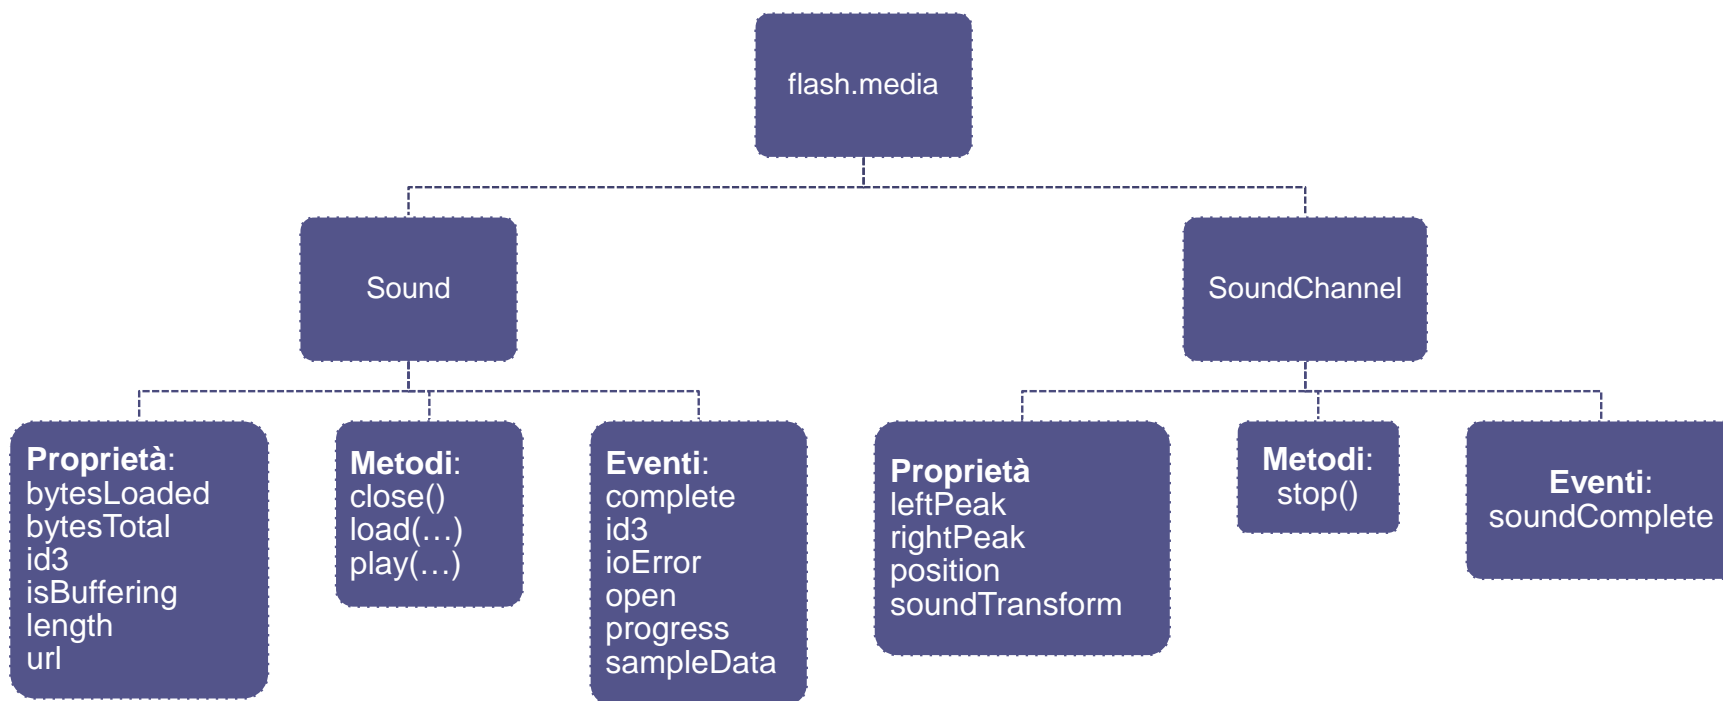 flash.media
Sound
SoundChannel
Proprietà:
bytesLoaded
bytesTotal
id3
isBuffering
length
url
Metodi:
close()
load(…)
play(…)
Eventi:
complete
id3
ioError
open
progress
sampleData
Proprietà
leftPeak
rightPeak
position
soundTransform
Metodi:
stop()
Eventi:
soundComplete